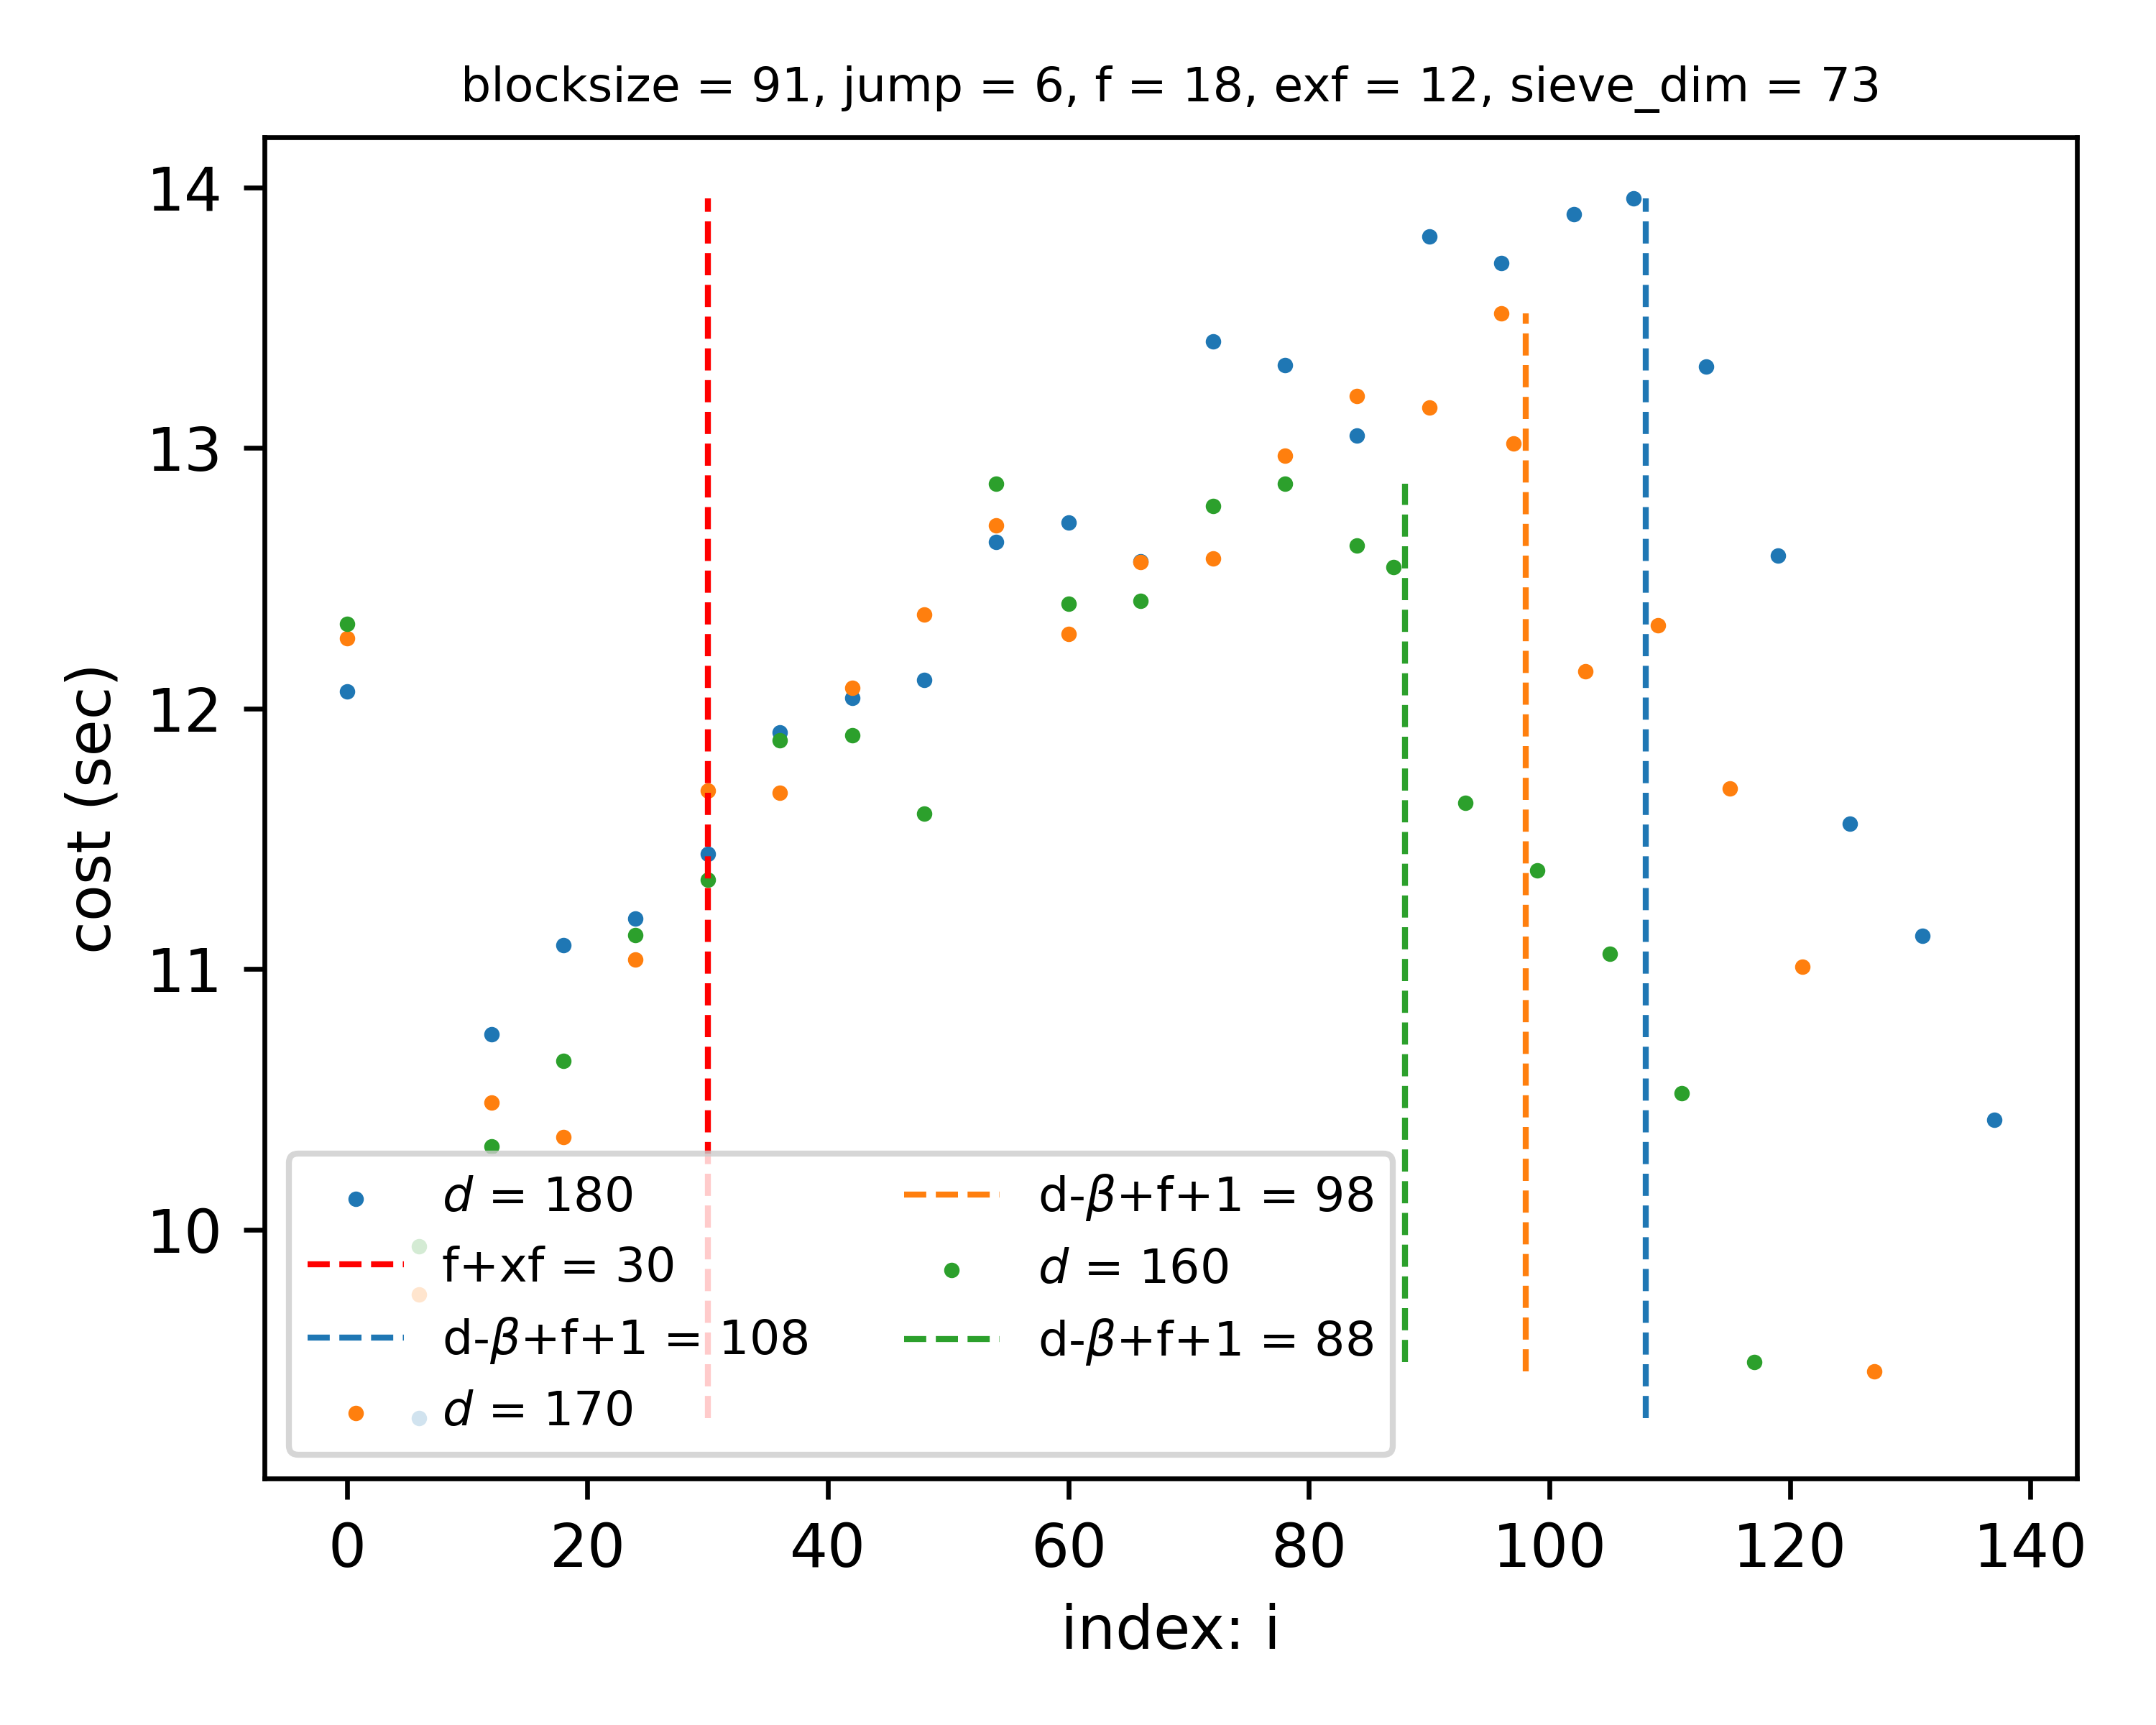 blocksize = 91, jump = 6, f = 18, exf = 12, sieve_dim = 73
cost (sec)
14
13
12
11
10
d = 180
f+xf = 30
d-β+f+1 = 108
d = 170
d-β+f+1 = 98
d = 160
d-β+f+1 = 88
0 20 40 60 80 100 120 140
index: i